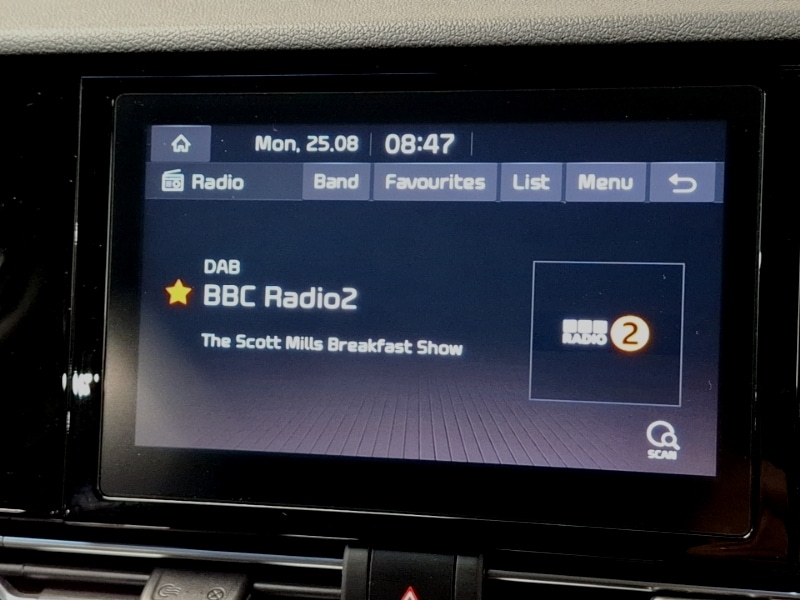 Mon, 25.08 08:47
Radio Band Favourites List Menu
DAB
BBC Radio2
The Scott Mills Breakfast Show
BBC RADIO 2
SCAN